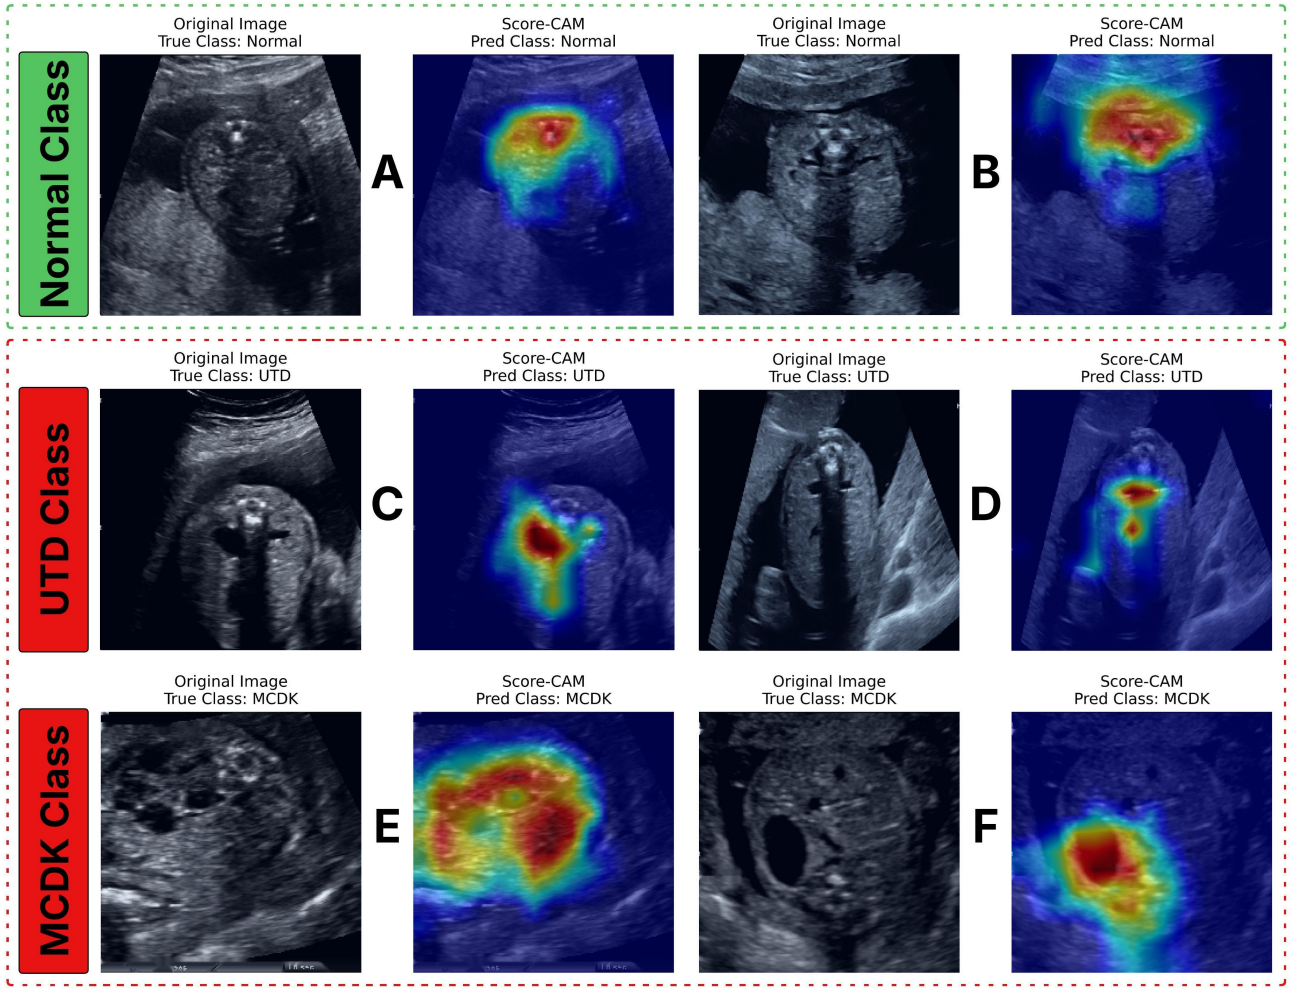 Original Image
True Class: Normal
Score-CAM
Pred Class: Normal
Original Image
True Class: Normal
Score-CAM
Pred Class: Normal
Normal Class
A
B
Original Image
True Class: UTD
Score-CAM
Pred Class: UTD
Original Image
True Class: UTD
Score-CAM
Pred Class: UTD
UTD Class
C
D
Original Image
True Class: MCDK
Score-CAM
Pred Class: MCDK
Original Image
True Class: MCDK
Score-CAM
Pred Class: MCDK
MCDK Class
E
F